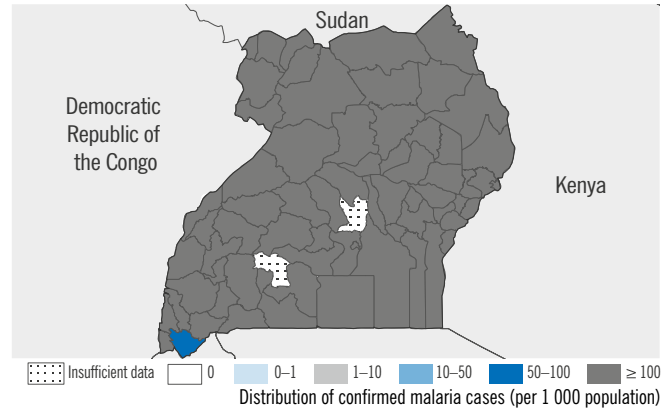 Sudan
Democratic
Republic of
the Congo
Kenya
Insufficient data
0
0–1
1–10
10–50
50–100
≥ 100
Distribution of confirmed malaria cases (per 1 000 population)